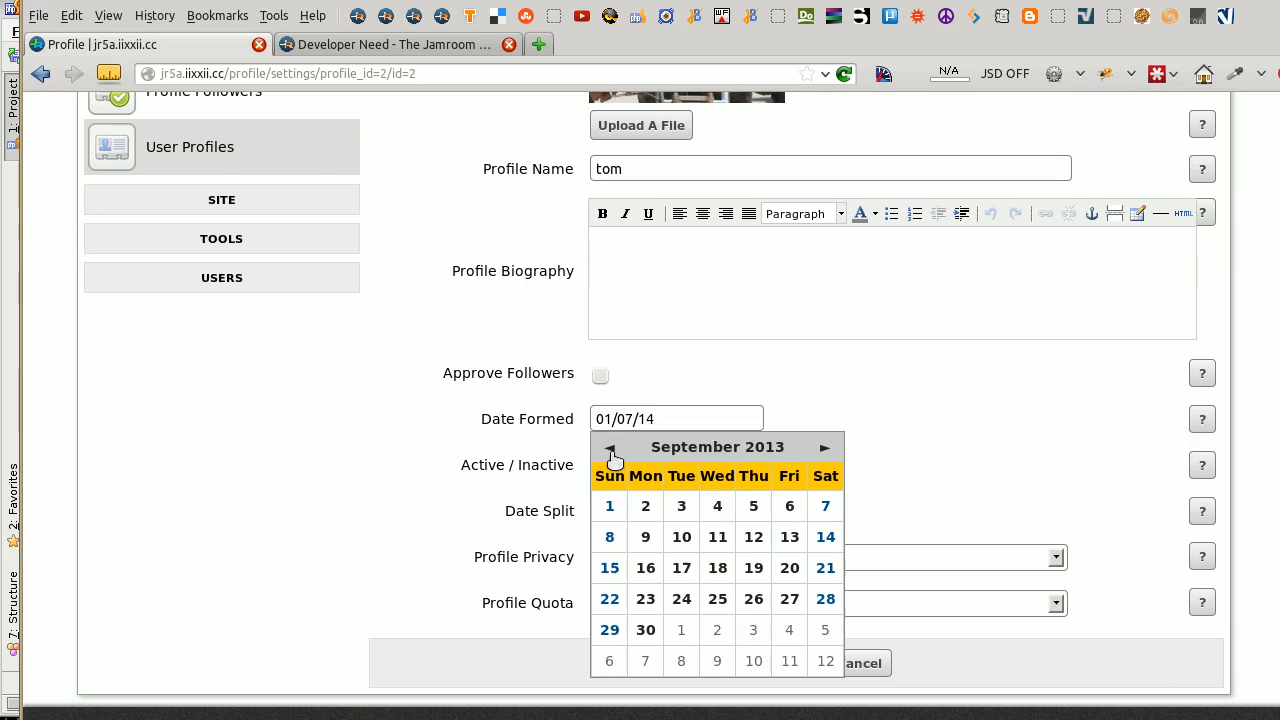 File Edit View History Bookmarks Tools Help
Profile | jr5a.iixxii.cc
Developer Need - The Jamroom ...
jr5a.iixxii.cc/profile/settings/profile_id=2/id=2
N/A
JSD OFF
1: Project
2: Favorites
7: Structure
Profile Followers
User Profiles
SITE
TOOLS
USERS
Upload A File
?
Profile Name
tom
?
B I U
Paragraph
A
HTML
?
Profile Biography
Approve Followers
?
Date Formed
01/07/14
?
September 2013
Sun Mon Tue Wed Thu Fri Sat
1 2 3 4 5 6 7
8 9 10 11 12 13 14
15 16 17 18 19 20 21
22 23 24 25 26 27 28
29 30 1 2 3 4 5
6 7 8 9 10 11 12
Active / Inactive
?
Date Split
?
Profile Privacy
?
Profile Quota
?
ancel